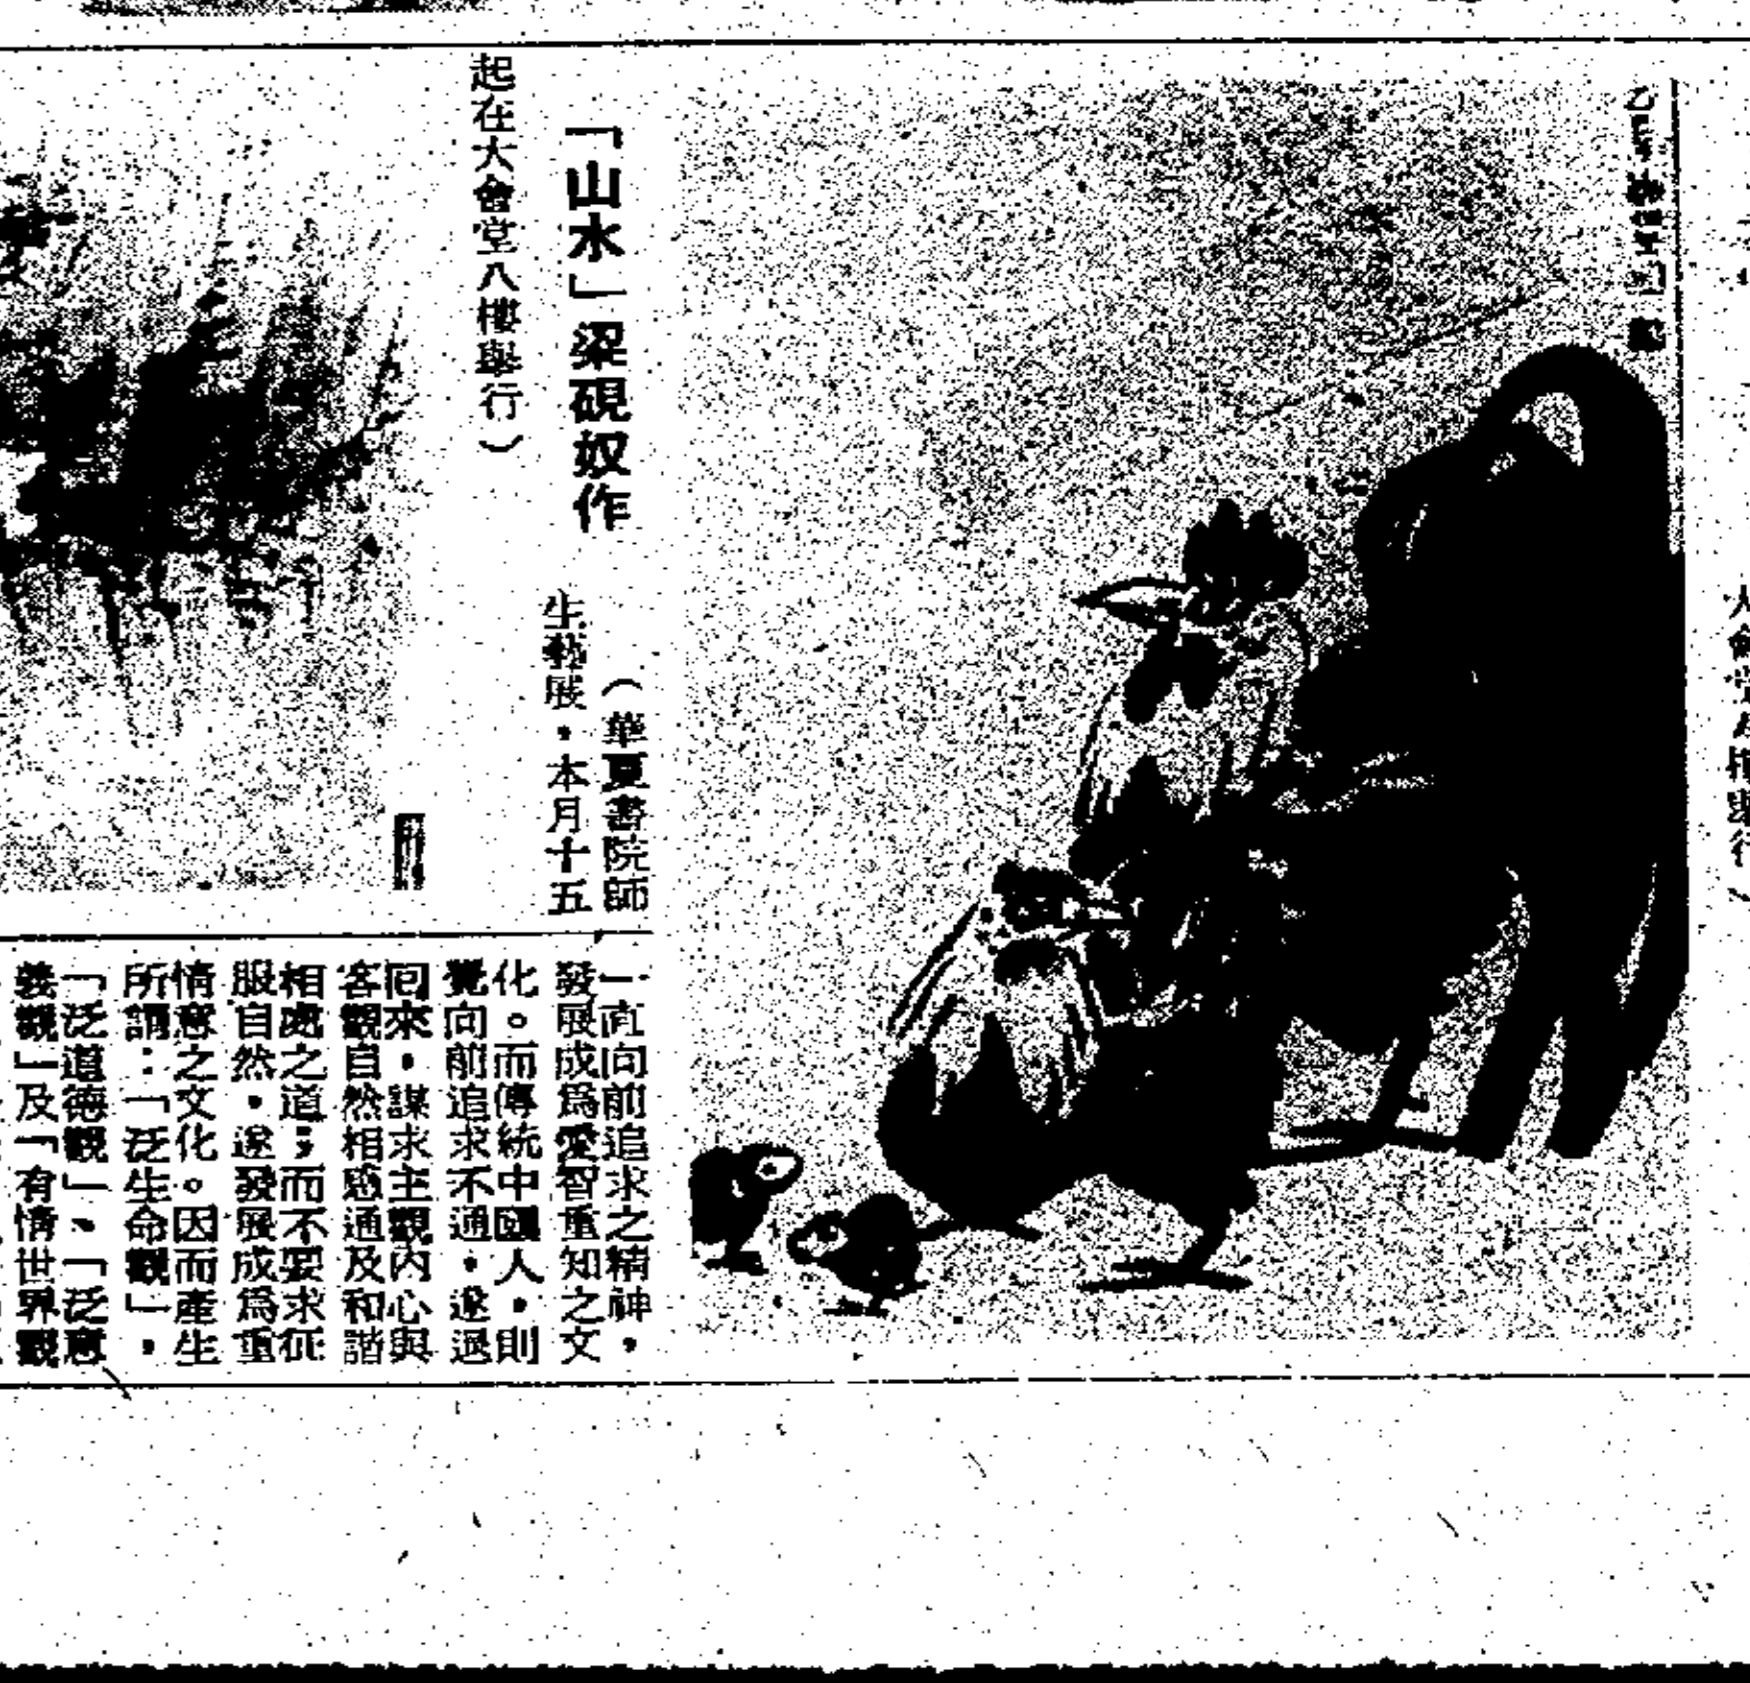 大會堂八樓舉行）
「山水」梁硯奴作
（華夏書院師
生藝展，本月十五
起在大會堂八樓舉行）
一直向前追求之精神，
發展成爲愛智重知之文
化。而傳統中國人，則
覺向前追求不通，遂退
囘來，謀求主觀內心與
客觀自然相感通及和諧
相處之道；而不要求征
服自然，遂發展成爲重
情意之文化。因而產生
所謂：「泛生命觀」，
「泛道德觀」、「泛意
義觀」及「有情世界觀